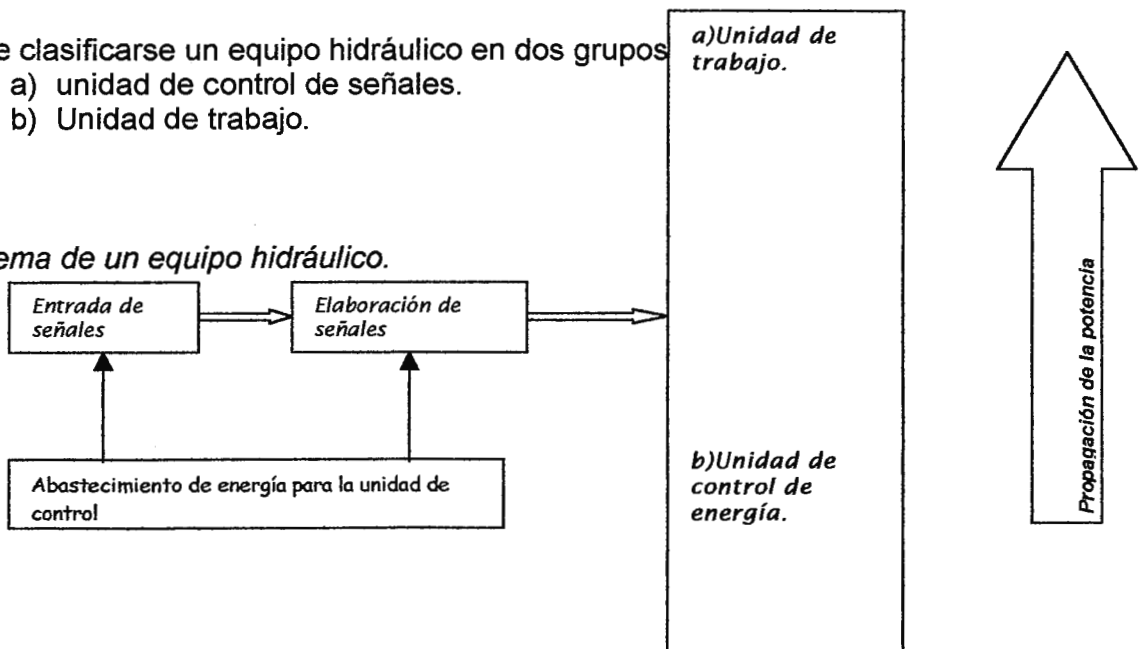 e clasificarse un equipo hidráulico en dos grupos
a) unidad de control de señales.
b) Unidad de trabajo.
ema de un equipo hidráulico.
Entrada de
señales
Elaboración de
señales
Abastecimiento de energía para la unidad de
control
a)Unidad de
trabajo.
b)Unidad de
control de
energía.
Propagación de la potencia